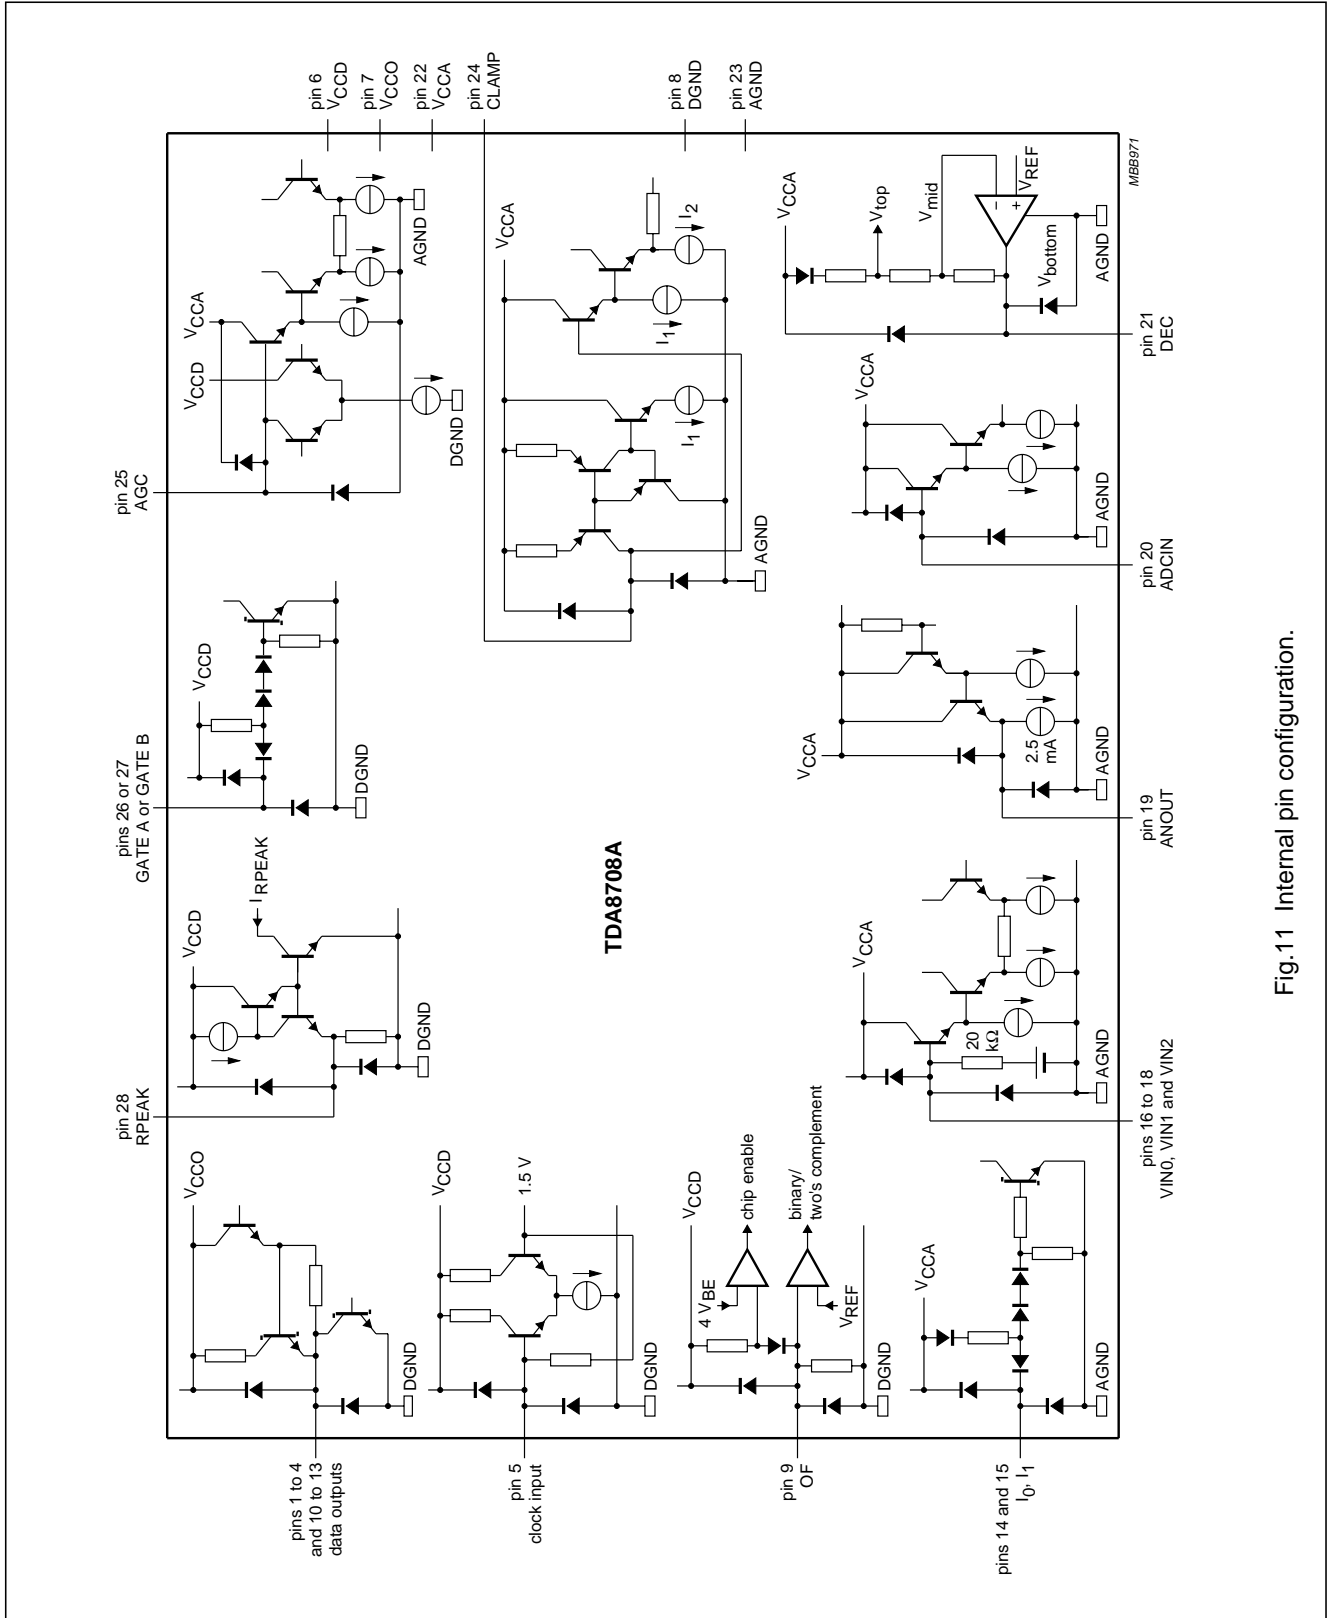 pins 1 to 4
and 10 to 13
data outputs
VCCO
DGND
pin 28
RPEAK
VCCD
I RPEAK
DGND
pins 26 or 27
GATE A or GATE B
VCCD
DGND
pin 25
AGC
VCCD
VCCA
DGND
AGND
pin 6
VCCD
pin 7
VCCO
pin 22
VCCA
pin 24
CLAMP
pin 5
clock input
VCCD
1.5 V
DGND
TDA8708A
VCCA
I1
I1
I2
AGND
pin 8
DGND
pin 23
AGND
pin 9
OF
VCCD
4 VBE
chip enable
binary/
two's complement
VREF
DGND
pins 14 and 15
I0, I1
VCCA
AGND
VCCA
20
kΩ
AGND
pins 16 to 18
VIN0, VIN1 and VIN2
VCCA
2.5
mA
AGND
pin 19
ANOUT
VCCA
AGND
pin 20
ADCIN
VCCA
Vtop
Vmid
VREF
Vbottom
AGND
pin 21
DEC
−
+
MBB971
Fig.11 Internal pin configuration.